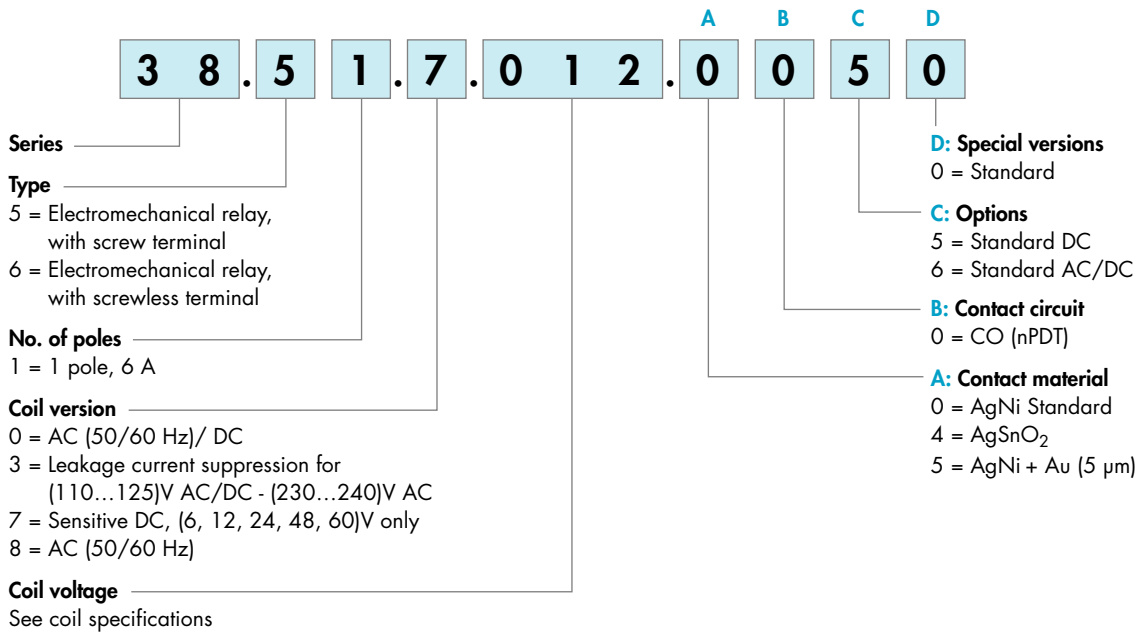 A B C D
3 8 . 5 1 . 7 . 0 1 2 . 0 0 5 0
Series
Type
5 = Electromechanical relay,
with screw terminal
6 = Electromechanical relay,
with screwless terminal
No. of poles
1 = 1 pole, 6 A
Coil version
0 = AC (50/60 Hz)/ DC
3 = Leakage current suppression for
(110...125)V AC/DC - (230...240)V AC
7 = Sensitive DC, (6, 12, 24, 48, 60)V only
8 = AC (50/60 Hz)
Coil voltage
See coil specifications
D: Special versions
0 = Standard
C: Options
5 = Standard DC
6 = Standard AC/DC
B: Contact circuit
0 = CO (nPDT)
A: Contact material
0 = AgNi Standard
4 = AgSnO₂
5 = AgNi + Au (5 µm)